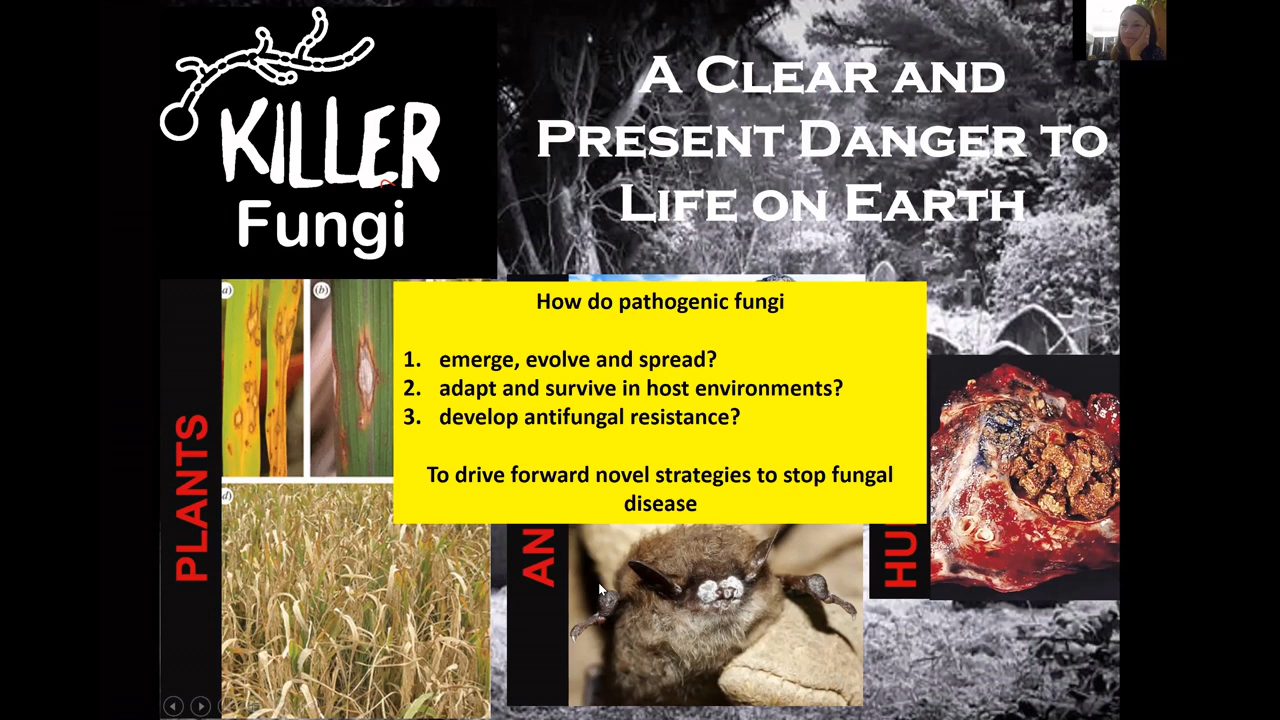 KILLER
Fungi
A CLEAR AND
PRESENT DANGER TO
LIFE ON EARTH
a)
(b)
How do pathogenic fungi
1. emerge, evolve and spread?
2. adapt and survive in host environments?
3. develop antifungal resistance?
To drive forward novel strategies to stop fungal
disease
PLANTS
d)
AN
HU